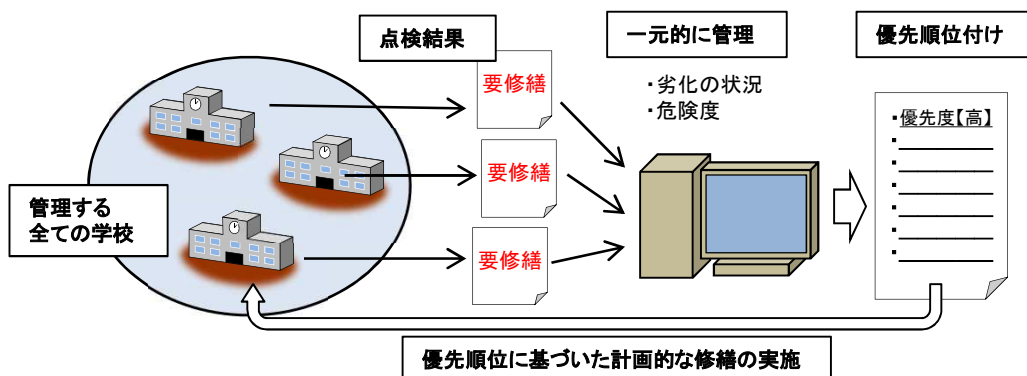 点検結果
一元的に管理
優先順位付け
要修繕
要修繕
要修繕
・劣化の状況
・危険度
・優先度【高】
管理する
全ての学校
優先順位に基づいた計画的な修繕の実施